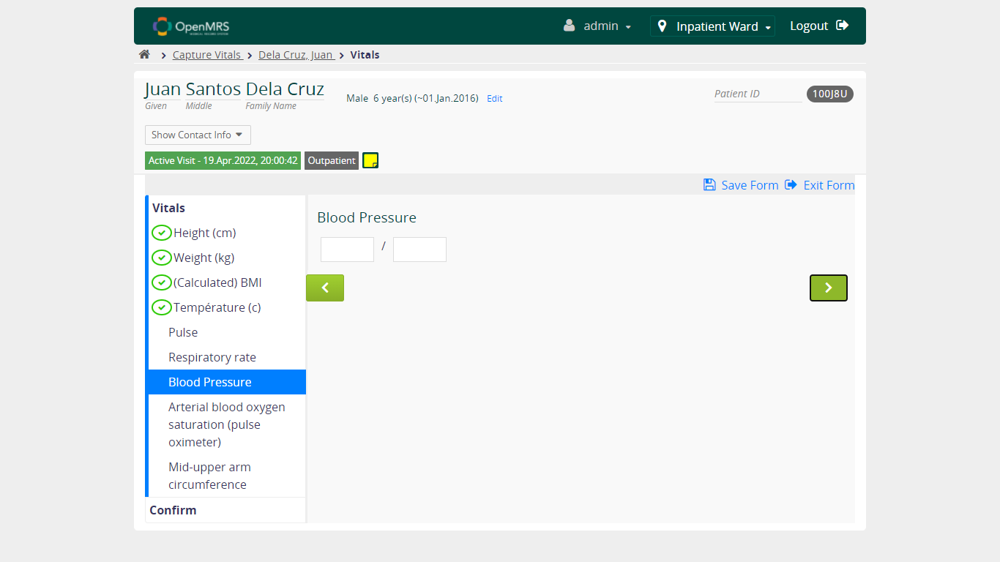 OpenMRS
admin
Inpatient Ward
Logout
Capture Vitals
Dela Cruz, Juan
Vitals
Juan Santos Dela Cruz
Given Middle Family Name
Male 6 year(s) (~01.Jan.2016) Edit
Patient ID 100J8U
Show Contact Info
Active Visit - 19.Apr.2022, 20:00:42 Outpatient
Save Form Exit Form
Vitals
Height (cm)
Weight (kg)
(Calculated) BMI
Température (c)
Pulse
Respiratory rate
Blood Pressure
Arterial blood oxygen
saturation (pulse
oximeter)
Mid-upper arm
circumference
Confirm
Blood Pressure
/